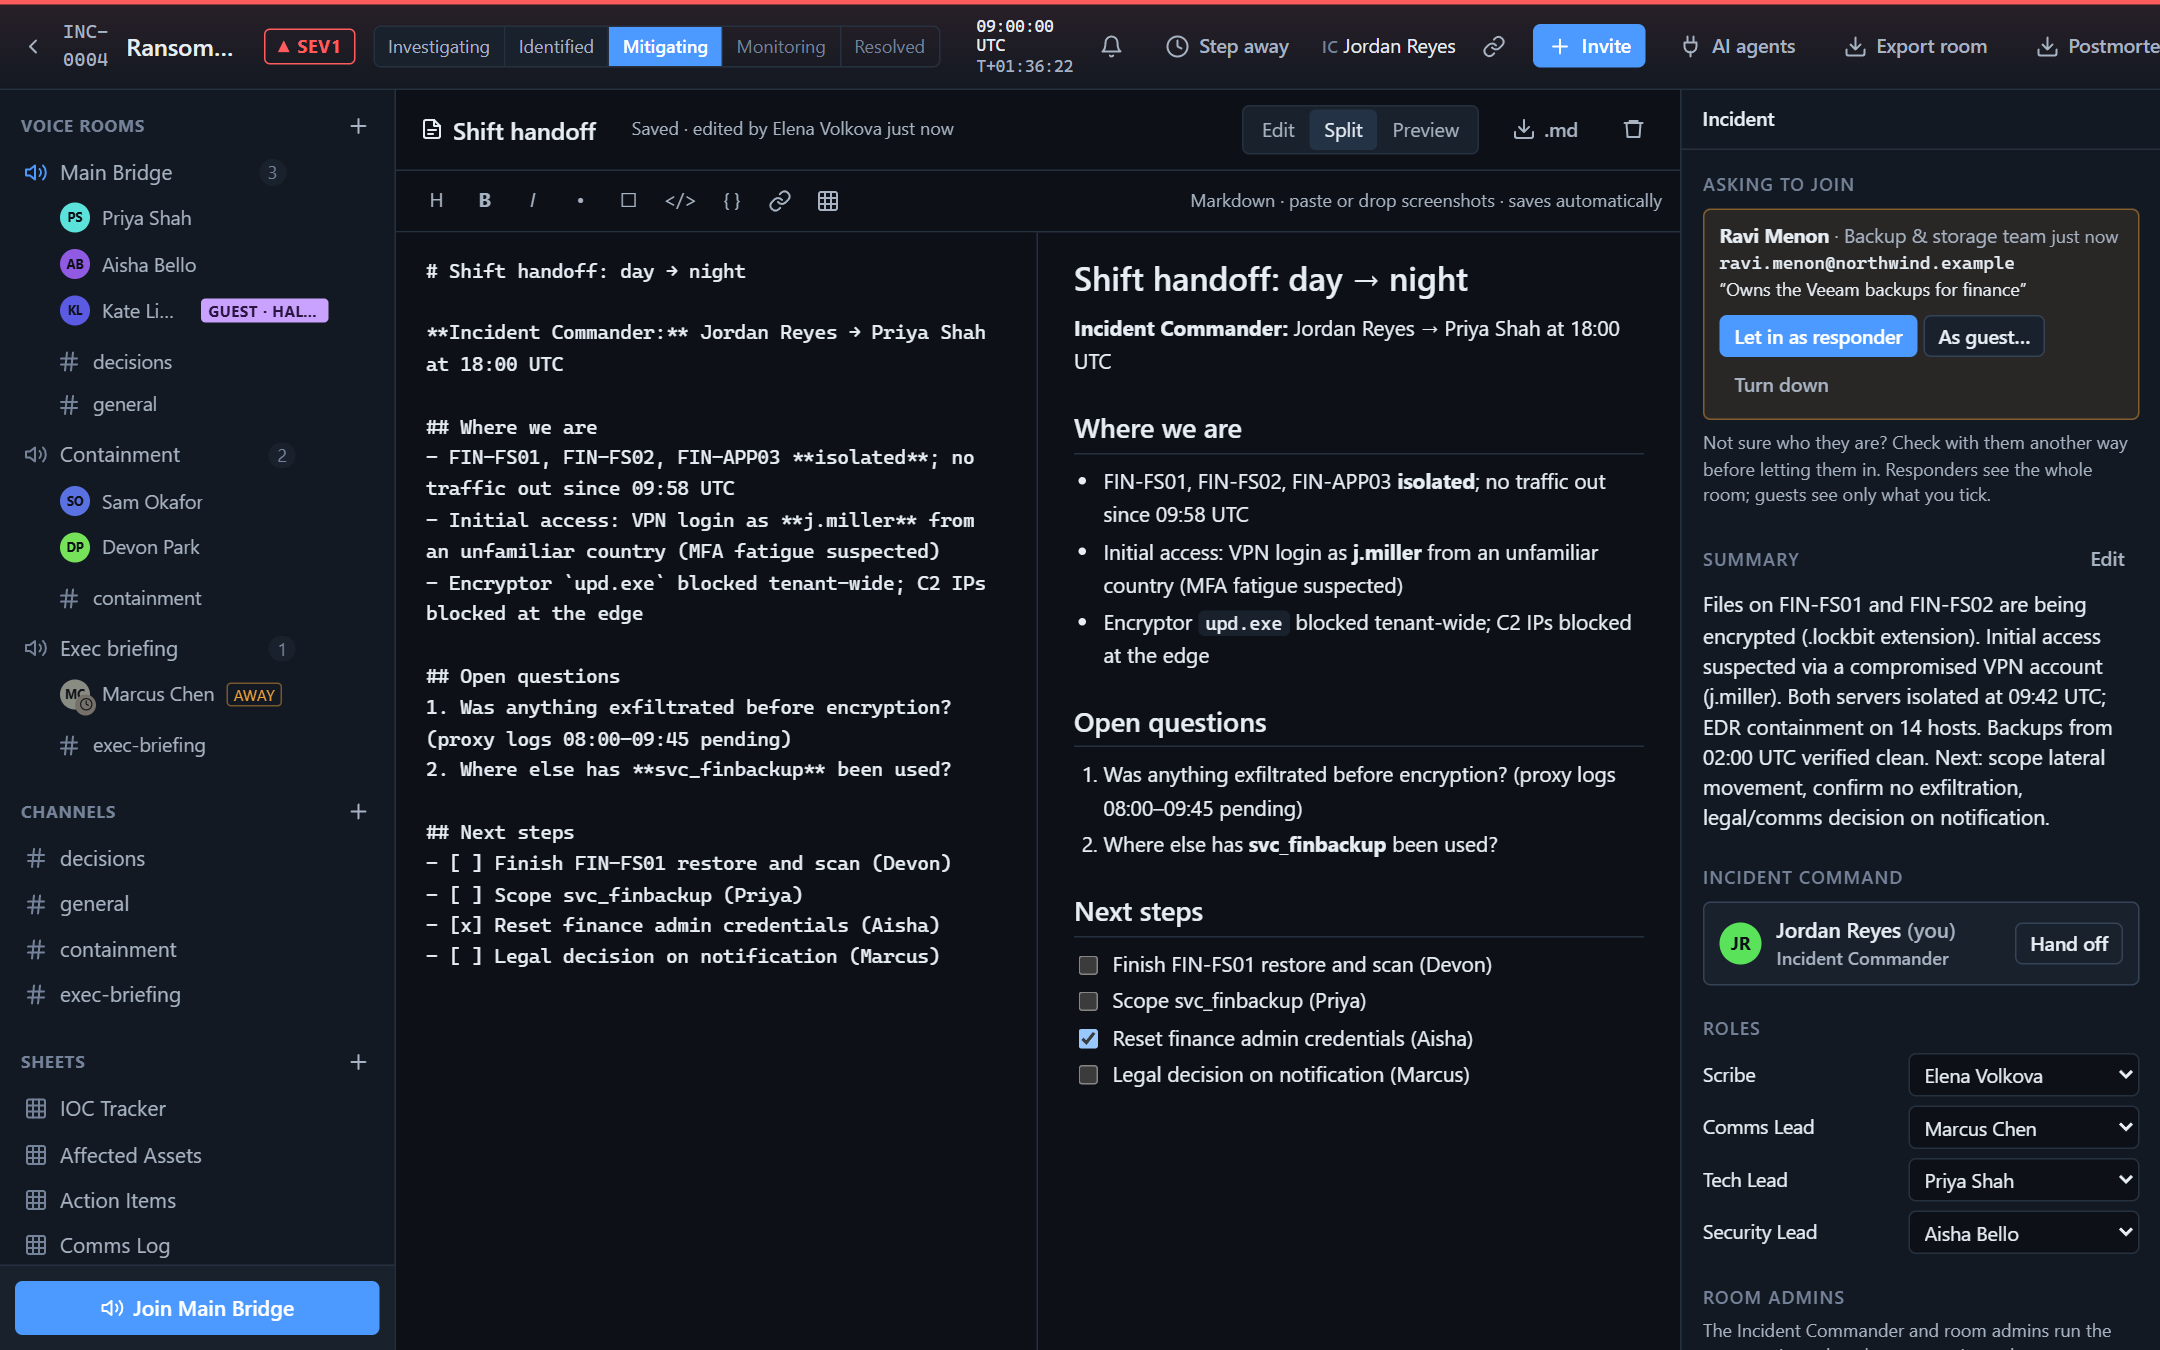 INC-0004
Ransom...
SEV1
Investigating
Identified
Mitigating
Monitoring
Resolved
09:00:00 UTC
T+01:36:22
Step away
IC Jordan Reyes
Invite
AI agents
Export room
Postmorte
VOICE ROOMS
Main Bridge 3
PS Priya Shah
AB Aisha Bello
KL Kate Li... GUEST · HAL...
# decisions
# general
Containment 2
SO Sam Okafor
DP Devon Park
# containment
Exec briefing 1
MC Marcus Chen AWAY
# exec-briefing
CHANNELS
# decisions
# general
# containment
# exec-briefing
SHEETS
IOC Tracker
Affected Assets
Action Items
Comms Log
Join Main Bridge
Shift handoff
Saved · edited by Elena Volkova just now
Edit
Split
Preview
.md
H B I • </> { }
Markdown · paste or drop screenshots · saves automatically
# Shift handoff: day → night
**Incident Commander:** Jordan Reyes → Priya Shah
at 18:00 UTC
## Where we are
- FIN-FS01, FIN-FS02, FIN-APP03 **isolated**; no
traffic out since 09:58 UTC
- Initial access: VPN login as **j.miller** from
an unfamiliar country (MFA fatigue suspected)
- Encryptor `upd.exe` blocked tenant-wide; C2 IPs
blocked at the edge
## Open questions
1. Was anything exfiltrated before encryption?
(proxy logs 08:00–09:45 pending)
2. Where else has **svc_finbackup** been used?
## Next steps
- [ ] Finish FIN-FS01 restore and scan (Devon)
- [ ] Scope svc_finbackup (Priya)
- [x] Reset finance admin credentials (Aisha)
- [ ] Legal decision on notification (Marcus)
Shift handoff: day → night
Incident Commander: Jordan Reyes → Priya Shah at 18:00
UTC
Where we are
• FIN-FS01, FIN-FS02, FIN-APP03 isolated; no traffic out
since 09:58 UTC
• Initial access: VPN login as j.miller from an unfamiliar
country (MFA fatigue suspected)
• Encryptor upd.exe blocked tenant-wide; C2 IPs blocked
at the edge
Open questions
1. Was anything exfiltrated before encryption? (proxy logs
08:00–09:45 pending)
2. Where else has svc_finbackup been used?
Next steps
Finish FIN-FS01 restore and scan (Devon)
Scope svc_finbackup (Priya)
Reset finance admin credentials (Aisha)
Legal decision on notification (Marcus)
Incident
ASKING TO JOIN
Ravi Menon · Backup & storage team just now
ravi.menon@northwind.example
“Owns the Veeam backups for finance”
Let in as responder
As guest...
Turn down
Not sure who they are? Check with them another way
before letting them in. Responders see the whole
room; guests see only what you tick.
SUMMARY
Edit
Files on FIN-FS01 and FIN-FS02 are being
encrypted (.lockbit extension). Initial access
suspected via a compromised VPN account
(j.miller). Both servers isolated at 09:42 UTC;
EDR containment on 14 hosts. Backups from
02:00 UTC verified clean. Next: scope lateral
movement, confirm no exfiltration,
legal/comms decision on notification.
INCIDENT COMMAND
JR Jordan Reyes (you)
Incident Commander
Hand off
ROLES
Scribe Elena Volkova
Comms Lead Marcus Chen
Tech Lead Priya Shah
Security Lead Aisha Bello
ROOM ADMINS
The Incident Commander and room admins run the